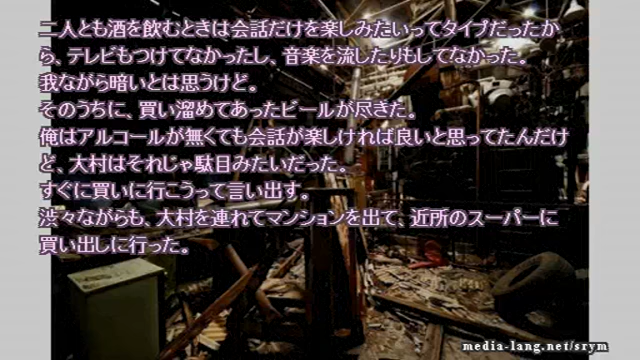 二人とも酒を飲むときは会話だけを楽しみたいってタイプだったか
ら、テレビもつけてなかったし、音楽を流したりもしてなかった。
我ながら暗いとは思うけど。
そのうちに、買い溜めてあったビールが尽きた。
俺はアルコールが無くても会話が楽しければ良いと思ってたんだけ
ど、大村はそれじゃ駄目みたいだった。
すぐに買いに行こうって言い出す。
渋々ながらも、大村を連れてマンションを出て、近所のスーパーに
買い出しに行った。
media-lang.net/srym